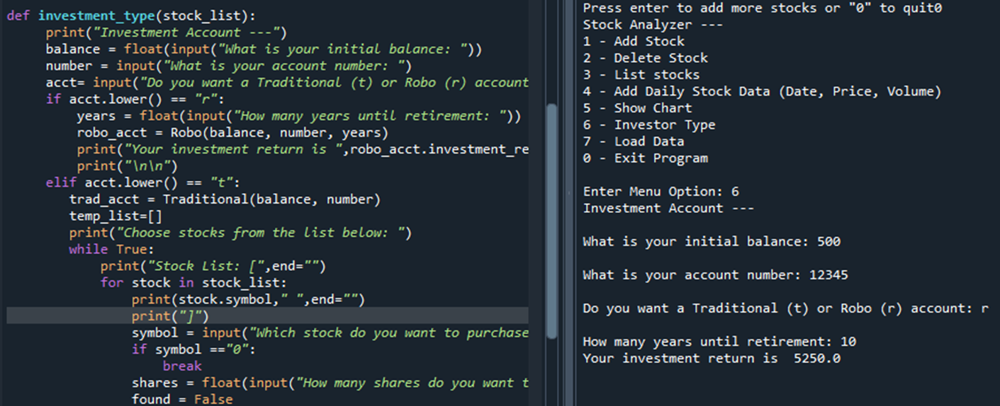 def investment_type(stock_list):
print("Investment Account ---")
balance = float(input("What is your initial balance: "))
number = input("What is your account number: ")
acct= input("Do you want a Traditional (t) or Robo (r) account
if acct.lower() == "r":
years = float(input("How many years until retirement: "))
robo_acct = Robo(balance, number, years)
print("Your investment return is ",robo_acct.investment_re
print("\n\n")
elif acct.lower() == "t":
trad_acct = Traditional(balance, number)
temp_list=[]
print("Choose stocks from the list below: ")
while True:
print("Stock List: [",end="")
for stock in stock_list:
print(stock.symbol," ",end="")
print("]")
symbol = input("Which stock do you want to purchase
if symbol =="0":
break
shares = float(input("How many shares do you want t
found = False
Press enter to add more stocks or "0" to quit0
Stock Analyzer ---
1 - Add Stock
2 - Delete Stock
3 - List stocks
4 - Add Daily Stock Data (Date, Price, Volume)
5 - Show Chart
6 - Investor Type
7 - Load Data
0 - Exit Program
Enter Menu Option: 6
Investment Account ---
What is your initial balance: 500
What is your account number: 12345
Do you want a Traditional (t) or Robo (r) account: r
How many years until retirement: 10
Your investment return is  5250.0